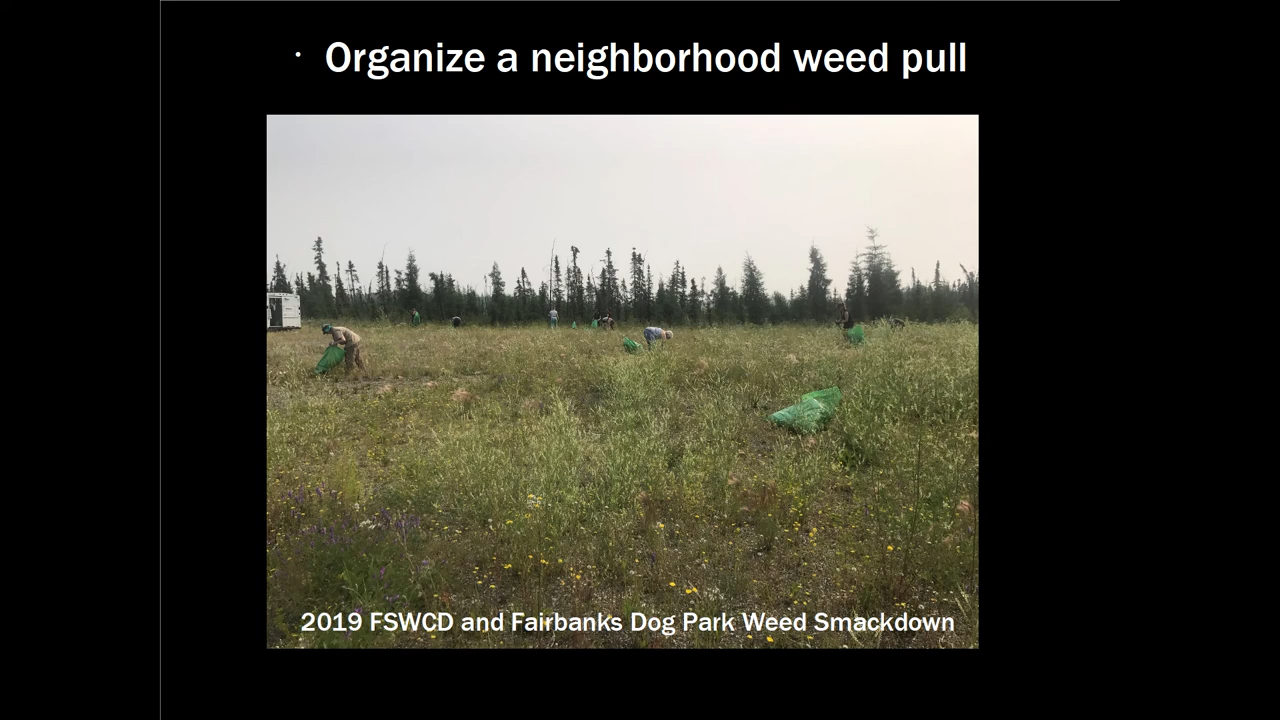 • Organize a neighborhood weed pull
2019 FSWCD and Fairbanks Dog Park Weed Smackdown